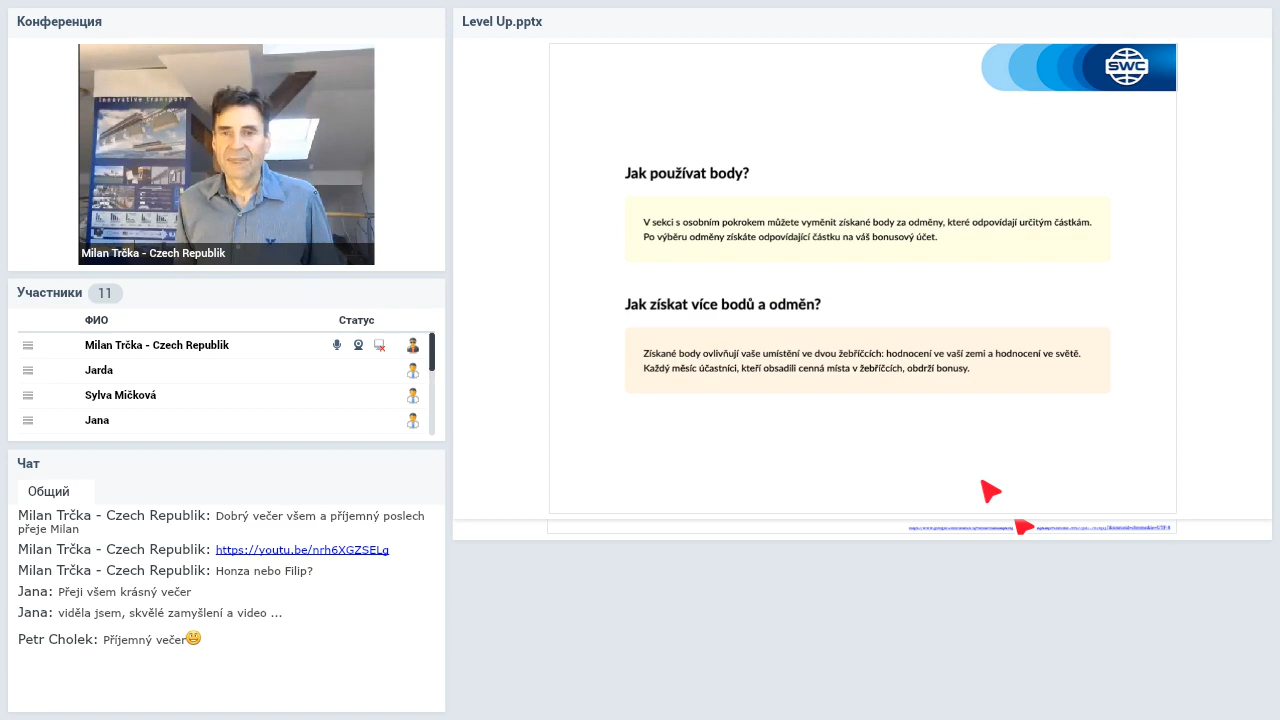 Конференция
innovative transport
Milan Trčka - Czech Republik
Участники 11
ФИО Статус
Milan Trčka - Czech Republik
Jarda
Sylva Mičková
Jana
Чат
Общий
Milan Trčka - Czech Republik: Dobrý večer všem a příjemný poslech
přeje Milan
Milan Trčka - Czech Republik: https://youtu.be/nrh6XGZSELg
Milan Trčka - Czech Republik: Honza nebo Filip?
Jana: Přeji všem krásný večer
Jana: viděla jsem, skvělé zamyšlení a video ...
Petr Cholek: Příjemný večer
Level Up.pptx
SWC
Jak používat body?
V sekci s osobním pokrokem můžete vyměnit získané body za odměny, které odpovídají určitým částkám.
Po výběru odměny získáte odpovídající částku na váš bonusový účet.
Jak získat více bodů a odměn?
Získané body ovlivňují vaše umístění ve dvou žebříčcích: hodnocení ve vaší zemi a hodnocení ve světě.
Každý měsíc účastníci, kteří obsadili cenná místa v žebříčcích, obdrží bonusy.